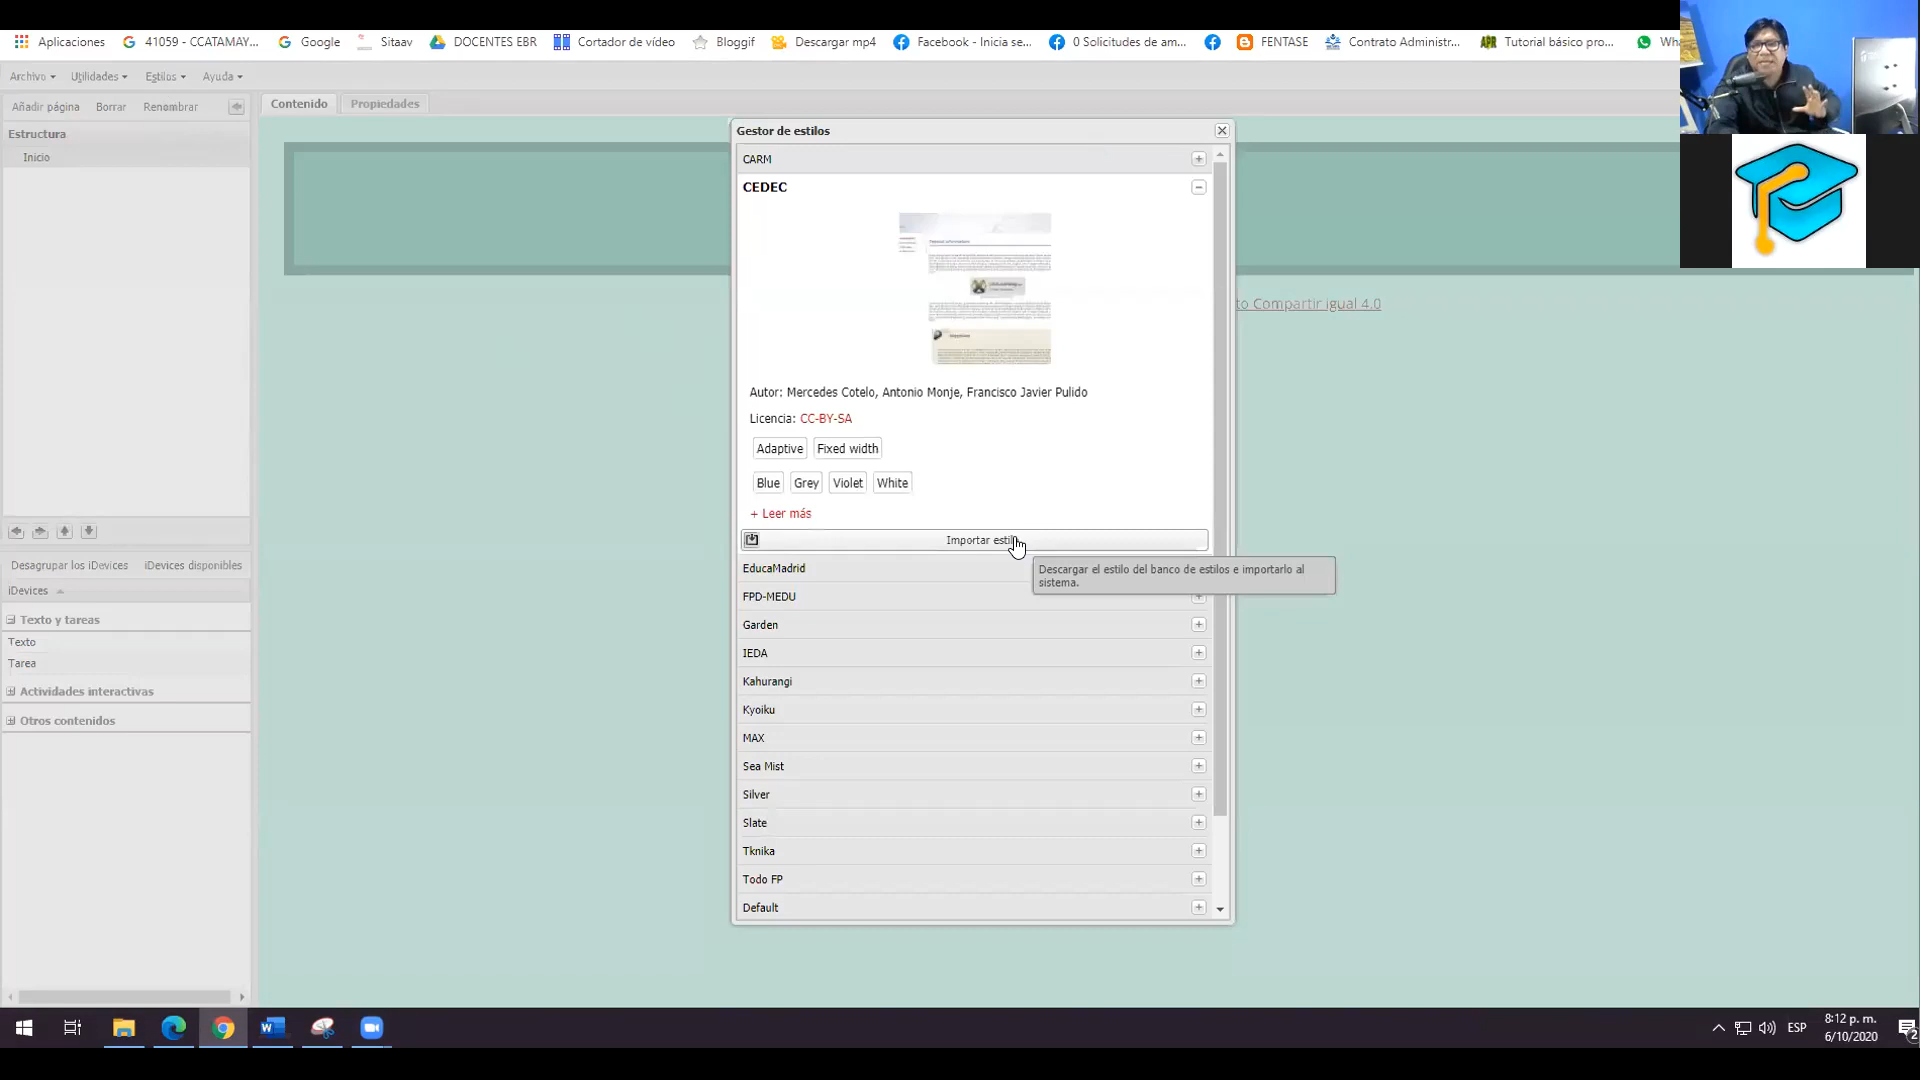 Aplicaciones 41059 - CCATAMAY... Google Sitaav DOCENTES EBR Cortador de vídeo Bloggif Descargar mp4 Facebook - Inicia se... 0 Solicitudes de am... FENTASE Contrato Administr... Tutorial básico pro...
Archivo Utilidades Estilos Ayuda
Añadir página Borrar Renombrar
Contenido Propiedades
Estructura
Inicio
Gestor de estilos
CARM
CEDEC
to Compartir igual 4.0
Autor: Mercedes Cotelo, Antonio Monje, Francisco Javier Pulido
Licencia: CC-BY-SA
Adaptive Fixed width
Blue Grey Violet White
+ Leer más
Importar estilo
Descargar el estilo del banco de estilos e importarlo al
sistema.
EducaMadrid
FPD-MEDU
Garden
IEDA
Kahurangi
Kyoiku
MAX
Sea Mist
Silver
Slate
Tknika
Todo FP
Default
Desagrupar los iDevices iDevices disponibles
iDevices
Texto y tareas
Texto
Tarea
Actividades interactivas
Otros contenidos
ESP
8:12 p. m.
6/10/2020
2